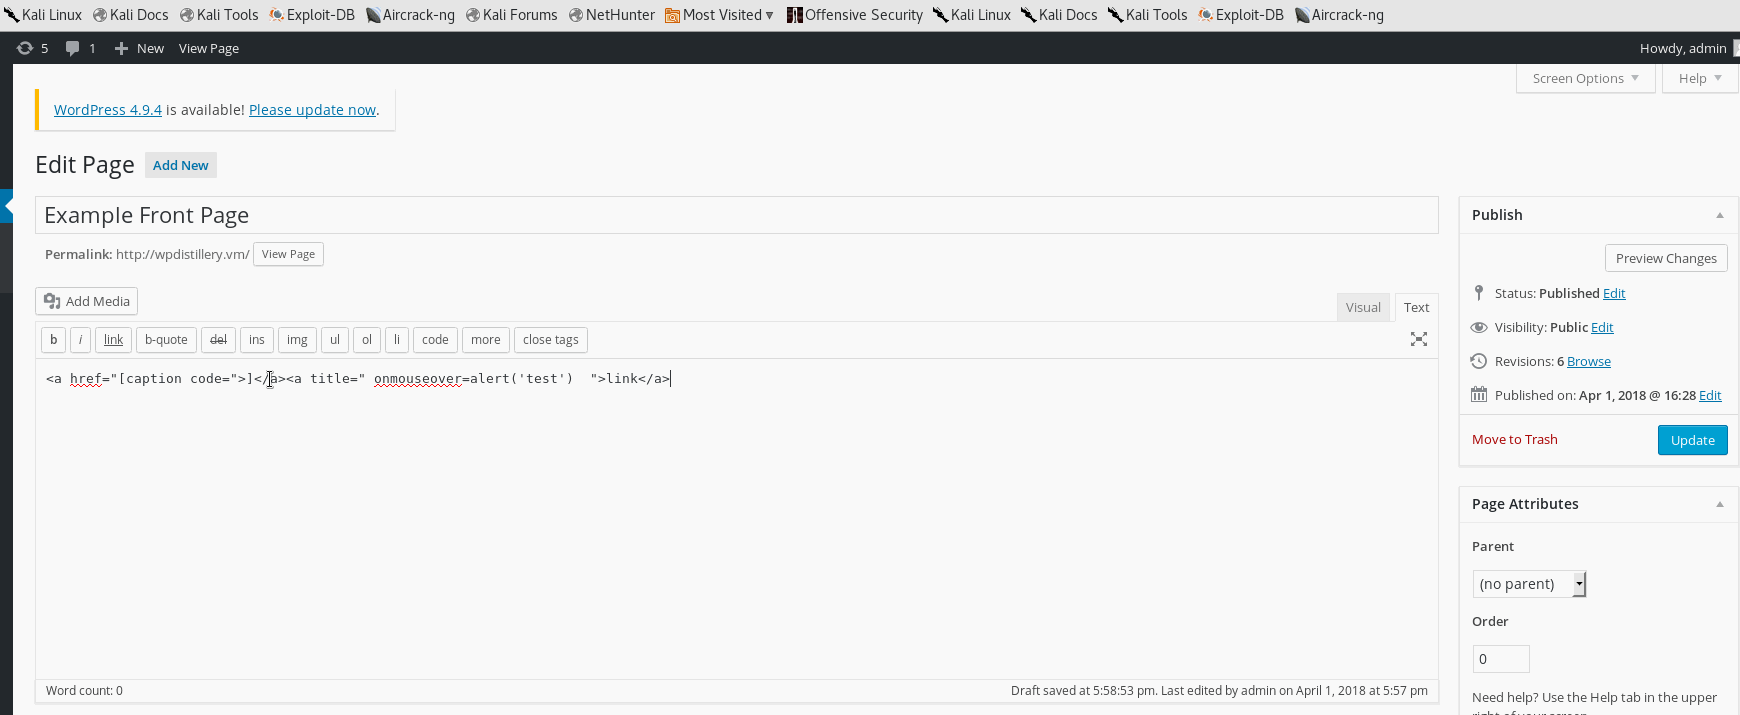 Kali Linux Kali Docs Kali Tools Exploit-DB Aircrack-ng Kali Forums NetHunter Most Visited Offensive Security Kali Linux Kali Docs Kali Tools Exploit-DB Aircrack-ng
5 1 New View Page Howdy, admin
Screen Options Help
WordPress 4.9.4 is available! Please update now.
Edit Page Add New
Example Front Page
Permalink: http://wpdistillery.vm/ View Page
Add Media
Visual Text
b i link b-quote del ins img ul ol li code more close tags
<a href="[caption code=">]</a><a title=" onmouseover=alert('test')  ">link</a>
Word count: 0
Draft saved at 5:58:53 pm. Last edited by admin on April 1, 2018 at 5:57 pm
Publish
Preview Changes
Status: Published Edit
Visibility: Public Edit
Revisions: 6 Browse
Published on: Apr 1, 2018 @ 16:28 Edit
Move to Trash Update
Page Attributes
Parent
(no parent)
Order
0
Need help? Use the Help tab in the upper
right of your screen.